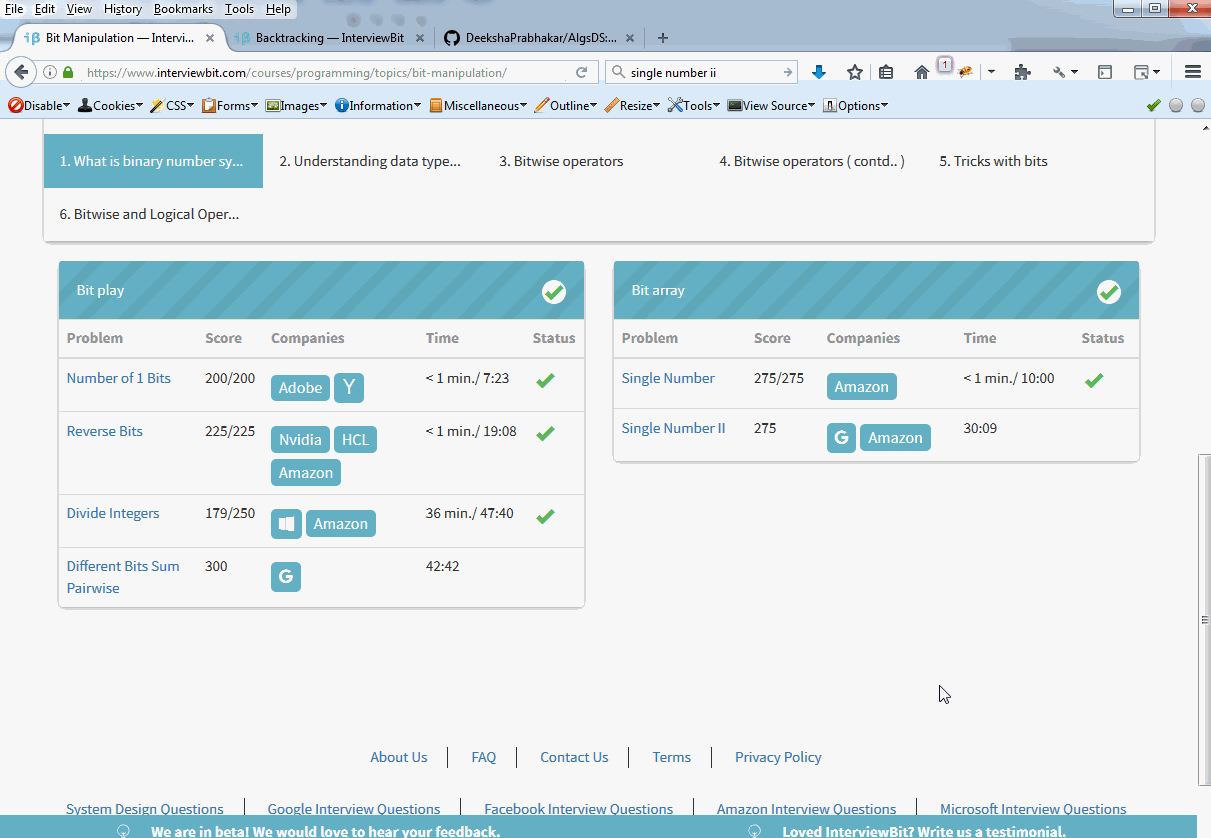 File Edit View History Bookmarks Tools Help
iβ Bit Manipulation — Intervi... × iβ Backtracking — InterviewBit × DeekshaPrabhakar/AlgsDS:... × +
https://www.interviewbit.com/courses/programming/topics/bit-manipulation/ single number ii 1
Disable Cookies CSS Forms Images Information Miscellaneous Outline Resize Tools View Source Options
1. What is binary number sy... 2. Understanding data type... 3. Bitwise operators 4. Bitwise operators ( contd.. ) 5. Tricks with bits
6. Bitwise and Logical Oper...
Bit play
Problem Score Companies Time Status
Number of 1 Bits 200/200 Adobe Y < 1 min./ 7:23
Reverse Bits 225/225 Nvidia HCL < 1 min./ 19:08
Amazon
Divide Integers 179/250 Amazon 36 min./ 47:40
Different Bits Sum 300 G 42:42
Pairwise
Bit array
Problem Score Companies Time Status
Single Number 275/275 Amazon < 1 min./ 10:00
Single Number II 275 G Amazon 30:09
About Us FAQ Contact Us Terms Privacy Policy
System Design Questions Google Interview Questions Facebook Interview Questions Amazon Interview Questions Microsoft Interview Questions
We are in beta! We would love to hear your feedback. Loved InterviewBit? Write us a testimonial.